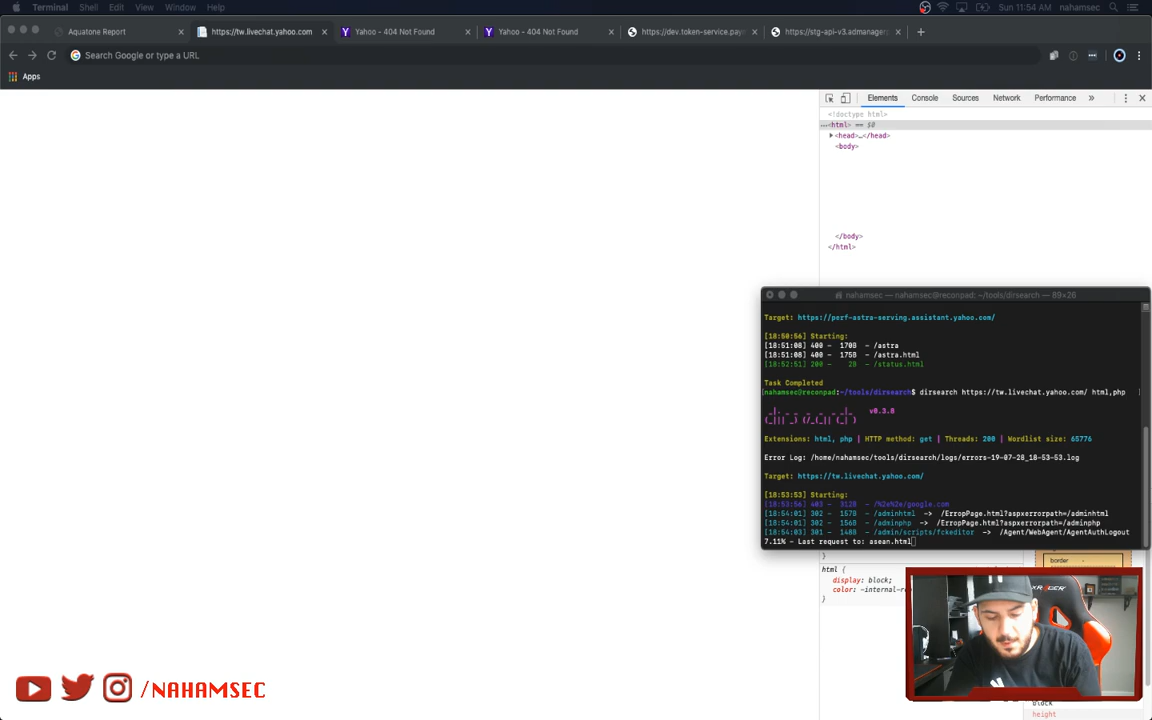 Terminal Shell Edit View Window Help
Sun 11:54 AM nahamsec
Aquatone Report
https://tw.livechat.yahoo.com
Yahoo - 404 Not Found
Yahoo - 404 Not Found
https://dev.token-service.pay
https://stg-api-v3.admanager
Search Google or type a URL
Apps
Elements Console Sources Network Performance »
<!doctype html>
…<html> == $0
<head>…</head>
<body>
</body>
</html>
nahamsec — nahamsec@reconpad: ~/tools/dirsearch — 89×26
Target: https://perf-astra-serving.assistant.yahoo.com/
[18:50:56] Starting:
[18:51:08] 400 - 170B - /astra
[18:51:08] 400 - 175B - /astra.html
[18:52:51] 200 - 2B - /status.html
Task Completed
nahamsec@reconpad:~/tools/dirsearch$ dirsearch https://tw.livechat.yahoo.com/ html,php
v0.3.8
Extensions: html, php | HTTP method: get | Threads: 200 | Wordlist size: 65776
Error Log: /home/nahamsec/tools/dirsearch/logs/errors-19-07-28_18-53-53.log
Target: https://tw.livechat.yahoo.com/
[18:53:53] Starting:
[18:53:53] 403 - 312B - /%2e%2e/google.com
[18:54:01] 302 - 157B - /adminhtml -> /ErropPage.html?aspxerrorpath=/adminhtml
[18:54:01] 302 - 156B - /adminphp -> /ErropPage.html?aspxerrorpath=/adminphp
[18:54:03] 301 - 148B - /admin/scripts/fckeditor -> /Agent/WebAgent/AgentAuthLogout
7.11% - Last request to: asean.html
}
html {
display: block;
color: -internal-
}
border
block
height
/NAHAMSEC